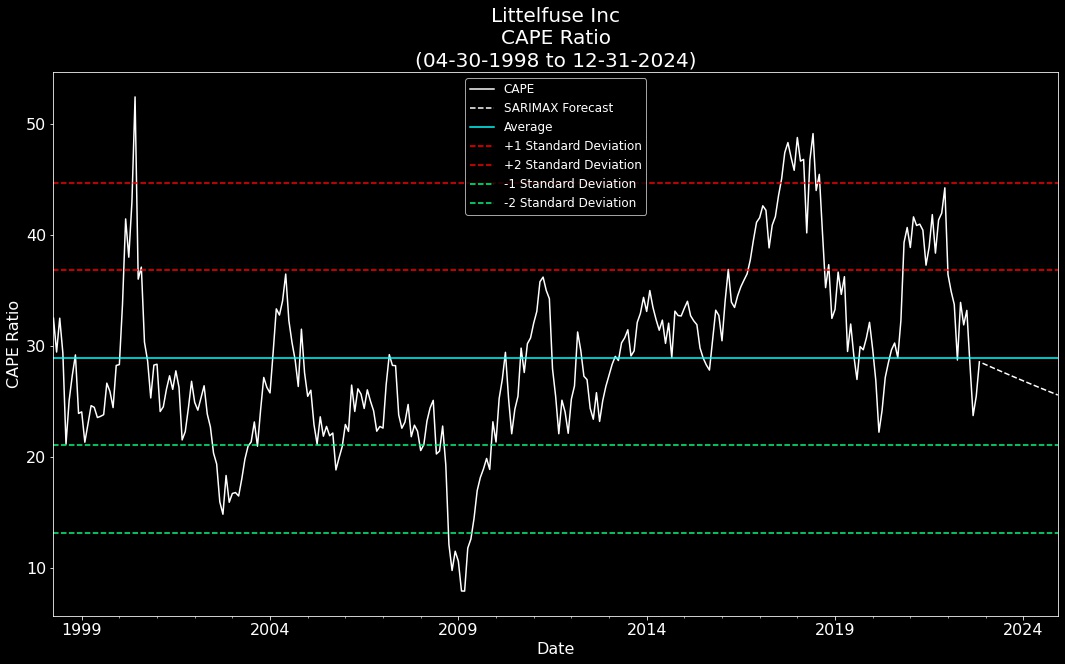 Littelfuse Inc
CAPE Ratio
(04-30-1998 to 12-31-2024)
CAPE
SARIMAX Forecast
Average
+1 Standard Deviation
+2 Standard Deviation
-1 Standard Deviation
-2 Standard Deviation
CAPE Ratio
50
40
30
20
10
1999 2004 2009 2014 2019 2024
Date